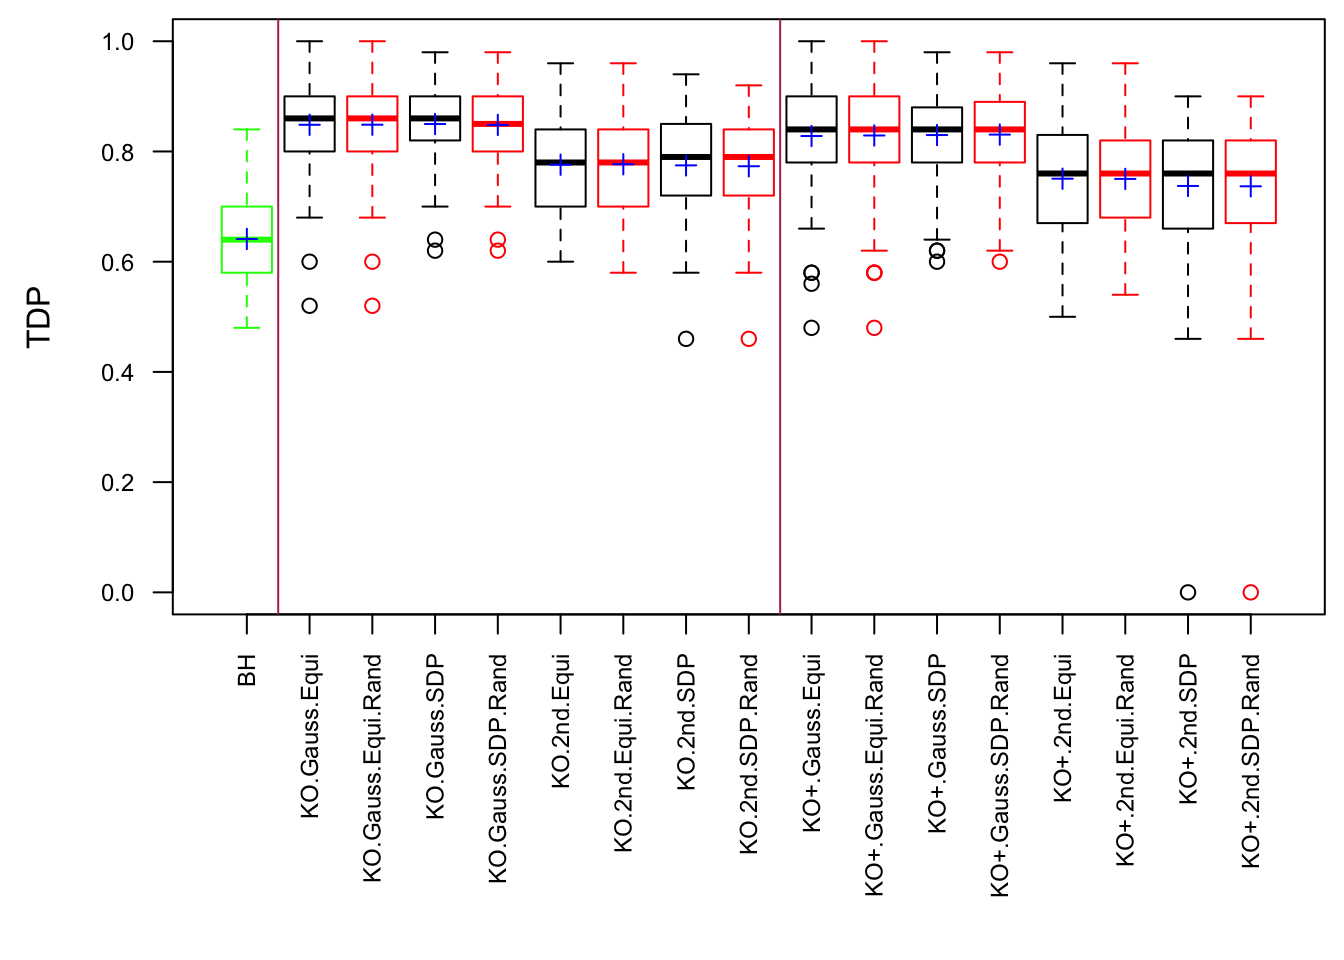 TDP
1.0
0.8
0.6
0.4
0.2
0.0
BH
KO.Gauss.Equi
KO.Gauss.Equi.Rand
KO.Gauss.SDP
KO.Gauss.SDP.Rand
KO.2nd.Equi
KO.2nd.Equi.Rand
KO.2nd.SDP
KO.2nd.SDP.Rand
KO+.Gauss.Equi
KO+.Gauss.Equi.Rand
KO+.Gauss.SDP
KO+.Gauss.SDP.Rand
KO+.2nd.Equi
KO+.2nd.Equi.Rand
KO+.2nd.SDP
KO+.2nd.SDP.Rand